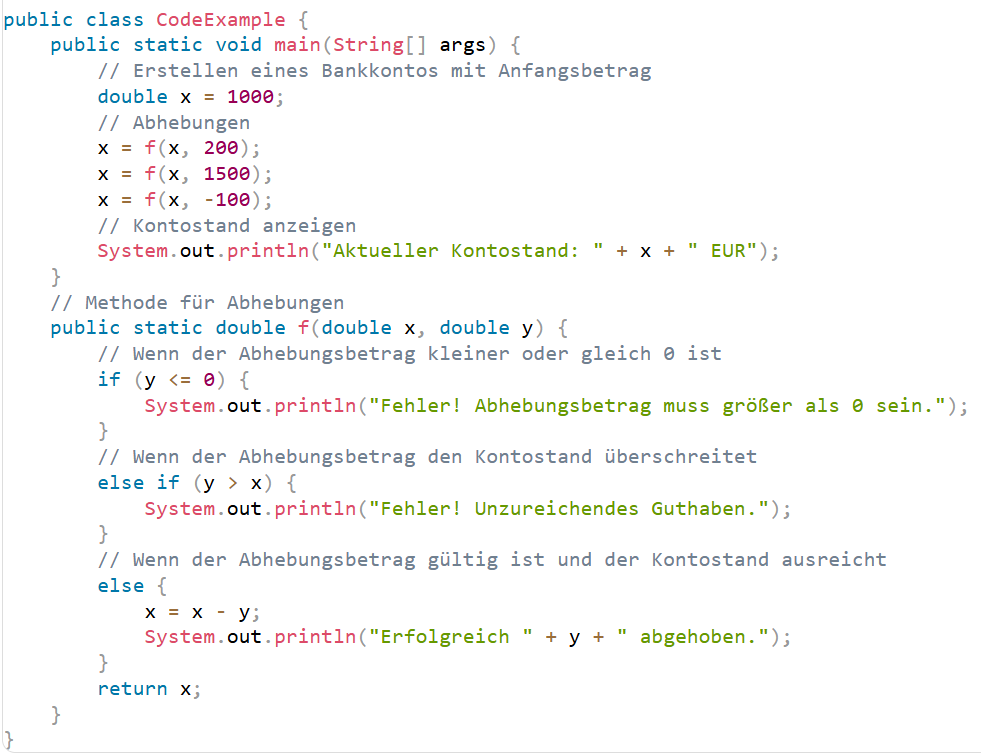 public class CodeExample {
    public static void main(String[] args) {
        // Erstellen eines Bankkontos mit Anfangsbetrag
        double x = 1000;
        // Abhebungen
        x = f(x, 200);
        x = f(x, 1500);
        x = f(x, -100);
        // Kontostand anzeigen
        System.out.println("Aktueller Kontostand: " + x + " EUR");
    }
    // Methode für Abhebungen
    public static double f(double x, double y) {
        // Wenn der Abhebungsbetrag kleiner oder gleich 0 ist
        if (y <= 0) {
            System.out.println("Fehler! Abhebungsbetrag muss größer als 0 sein.");
        }
        // Wenn der Abhebungsbetrag den Kontostand überschreitet
        else if (y > x) {
            System.out.println("Fehler! Unzureichendes Guthaben.");
        }
        // Wenn der Abhebungsbetrag gültig ist und der Kontostand ausreicht
        else {
            x = x - y;
            System.out.println("Erfolgreich " + y + " abgehoben.");
        }
        return x;
    }
}